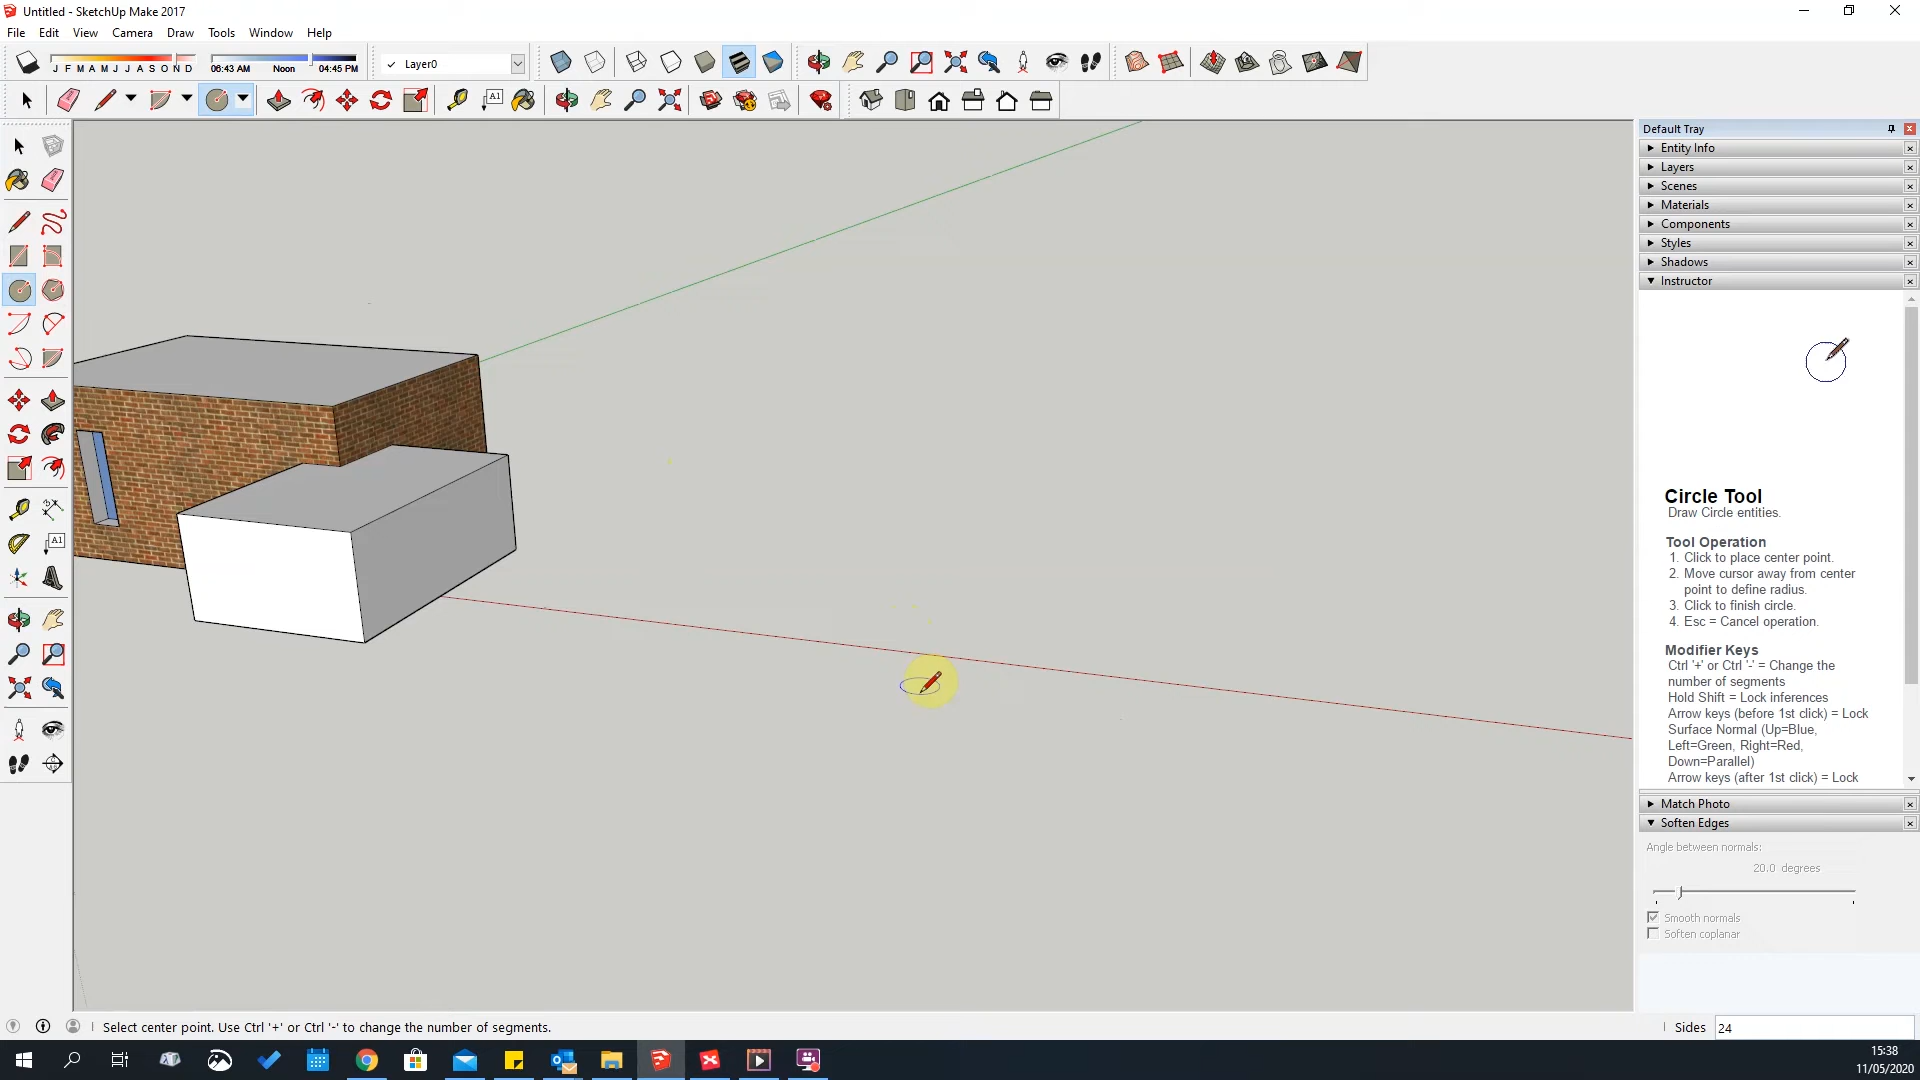 Untitled - SketchUp Make 2017
File Edit View Camera Draw Tools Window Help
J F M A M J J A S O N D
06:43 AM Noon 04:45 PM
Layer0
A1
Default Tray
Entity Info
Layers
Scenes
Materials
Components
Styles
Shadows
Instructor
A1
Circle Tool
Draw Circle entities.
Tool Operation
1. Click to place center point.
2. Move cursor away from center
point to define radius.
3. Click to finish circle.
4. Esc = Cancel operation.
Modifier Keys
Ctrl '+' or Ctrl '-' = Change the
number of segments
Hold Shift = Lock inferences
Arrow keys (before 1st click) = Lock
Surface Normal (Up=Blue,
Left=Green, Right=Red,
Down=Parallel)
Arrow keys (after 1st click) = Lock
Match Photo
Soften Edges
Angle between normals:
20.0 degrees
Smooth normals
Soften coplanar
Select center point. Use Ctrl '+' or Ctrl '-' to change the number of segments.
Sides 24
15:38
11/05/2020